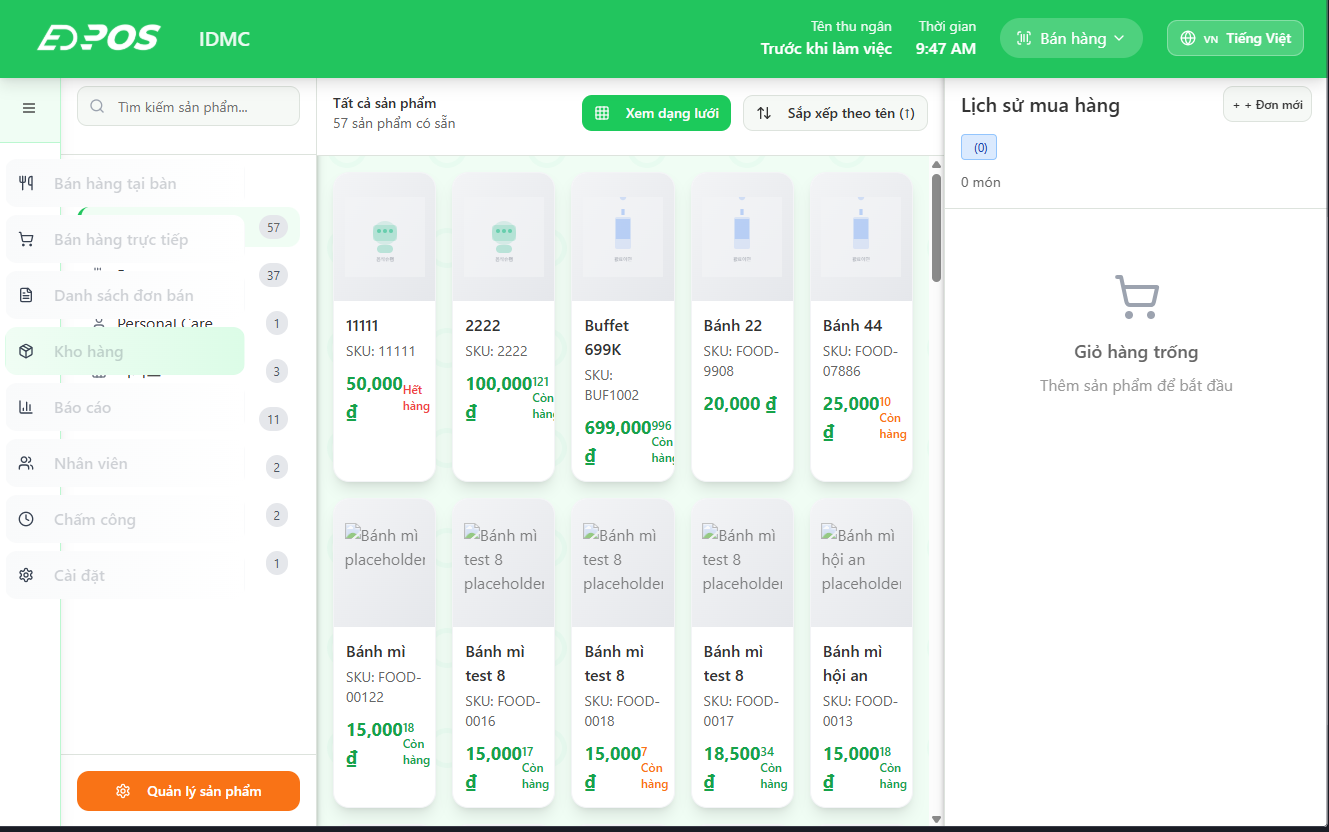 EDPOS
IDMC
Tên thu ngân
Trước khi làm việc
Thời gian
9:47 AM
Bán hàng
VN Tiếng Việt
Tìm kiếm sản phẩm...
Bán hàng tại bàn
Bán hàng trực tiếp
Danh sách đơn bán
Personal Care
Kho hàng
Báo cáo
Nhân viên
Chấm công
Cài đặt
57
37
1
3
11
2
2
1
Quản lý sản phẩm
Tất cả sản phẩm
57 sản phẩm có sẵn
Xem dạng lưới
Sắp xếp theo tên (↑)
11111
SKU: 11111
50,000 ₫
Hết hàng
2222
SKU: 2222
100,000 ₫
121 Còn hàng
Buffet 699K
SKU: BUF1002
699,000 ₫
996 Còn hàng
Bánh 22
SKU: FOOD-9908
20,000 ₫
Bánh 44
SKU: FOOD-07886
25,000 ₫
10 Còn hàng
Bánh mì placeholder
Bánh mì
SKU: FOOD-00122
15,000 ₫
18 Còn hàng
Bánh mì test 8 placeholder
Bánh mì test 8
SKU: FOOD-0016
15,000 ₫
17 Còn hàng
Bánh mì test 8 placeholder
Bánh mì test 8
SKU: FOOD-0018
15,000 ₫
7 Còn hàng
Bánh mì test 8 placeholder
Bánh mì test 8
SKU: FOOD-0017
18,500 ₫
34 Còn hàng
Bánh mì hội an placeholder
Bánh mì hội an
SKU: FOOD-0013
15,000 ₫
18 Còn hàng
Lịch sử mua hàng
+ + Đơn mới
(0)
0 món
Giỏ hàng trống
Thêm sản phẩm để bắt đầu